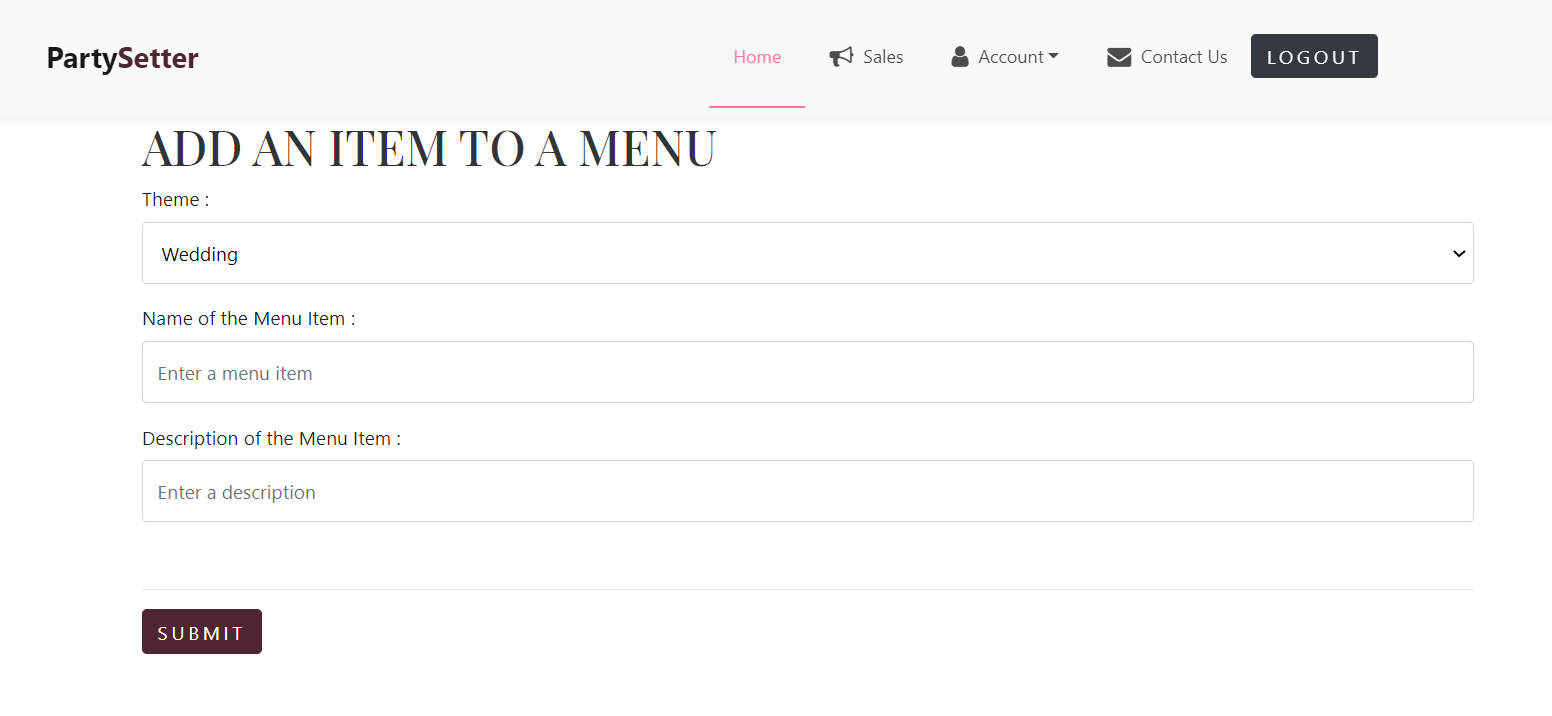 PartySetter
Home Sales Account Contact Us LOGOUT
ADD AN ITEM TO A MENU
Theme :
Wedding
Name of the Menu Item :
Enter a menu item
Description of the Menu Item :
Enter a description
SUBMIT